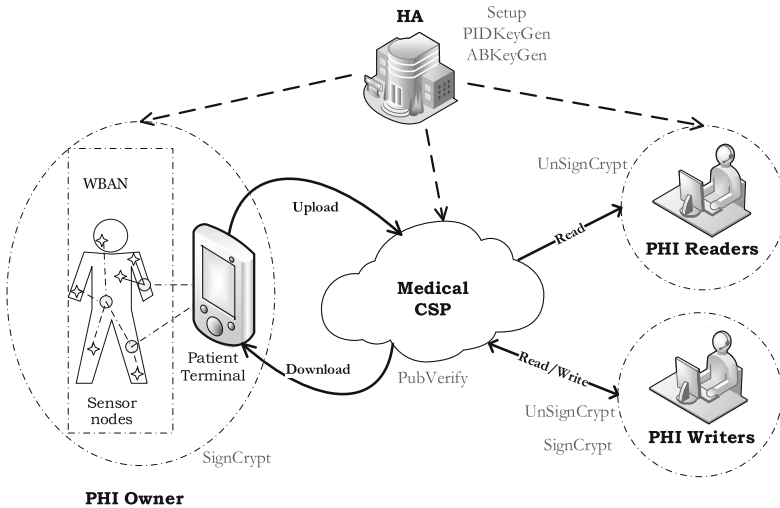 HA
Setup
PIDKeyGen
ABKeyGen
UnSignCrypt
WBAN
Upload
Read
PHI Readers
Medical
CSP
Patient
Terminal
Download
PubVerify
Read/Write
UnSignCrypt
SignCrypt
PHI Writers
Sensor
nodes
SignCrypt
PHI Owner